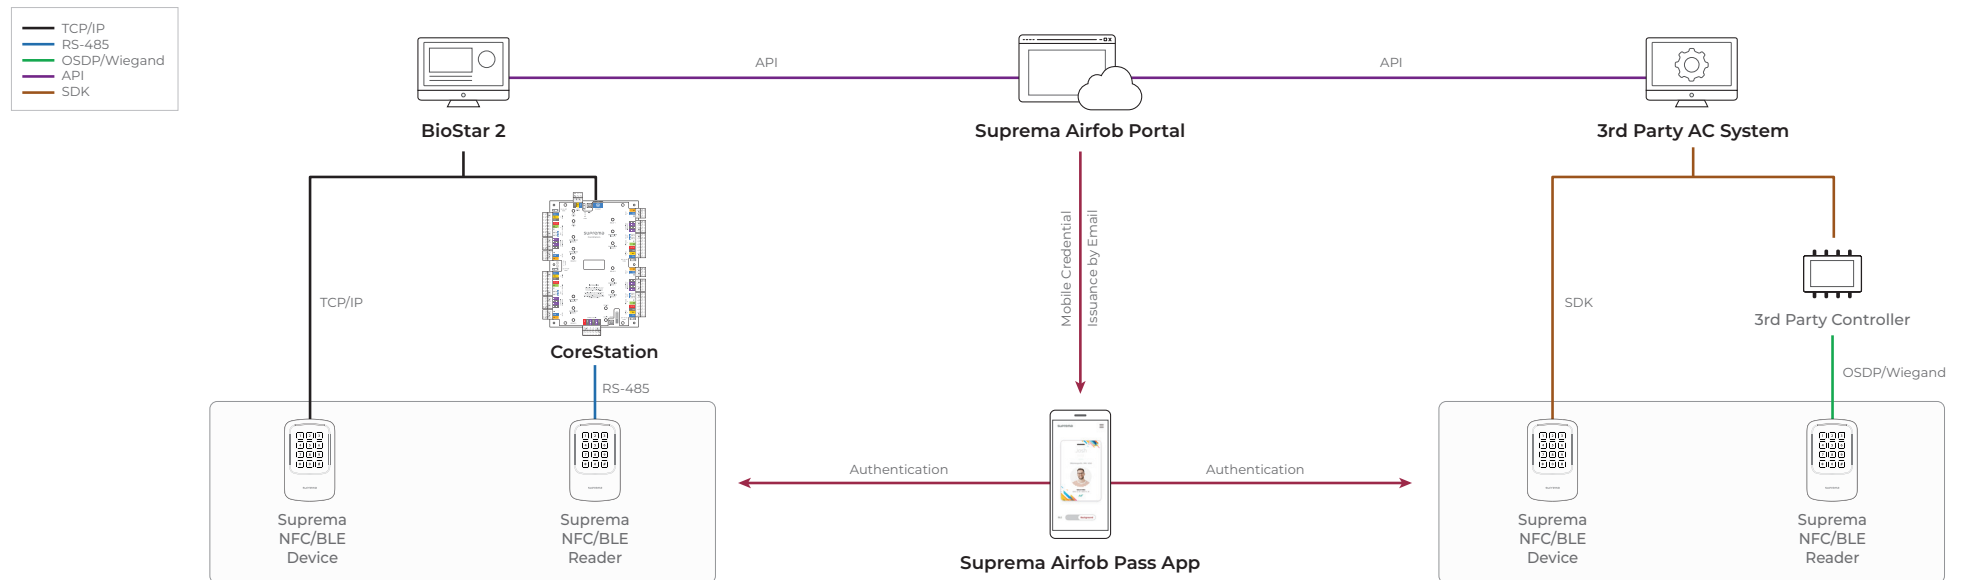 TCP/IP
RS-485
OSDP/Wiegand
API
SDK
API
API
BioStar 2
Suprema Airfob Portal
3rd Party AC System
Mobile Credential
Issuance by Email
TCP/IP
SDK
3rd Party Controller
CoreStation
RS-485
OSDP/Wiegand
Authentication
Authentication
Suprema
NFC/BLE
Device
Suprema
NFC/BLE
Reader
Suprema Airfob Pass App
Suprema
NFC/BLE
Device
Suprema
NFC/BLE
Reader